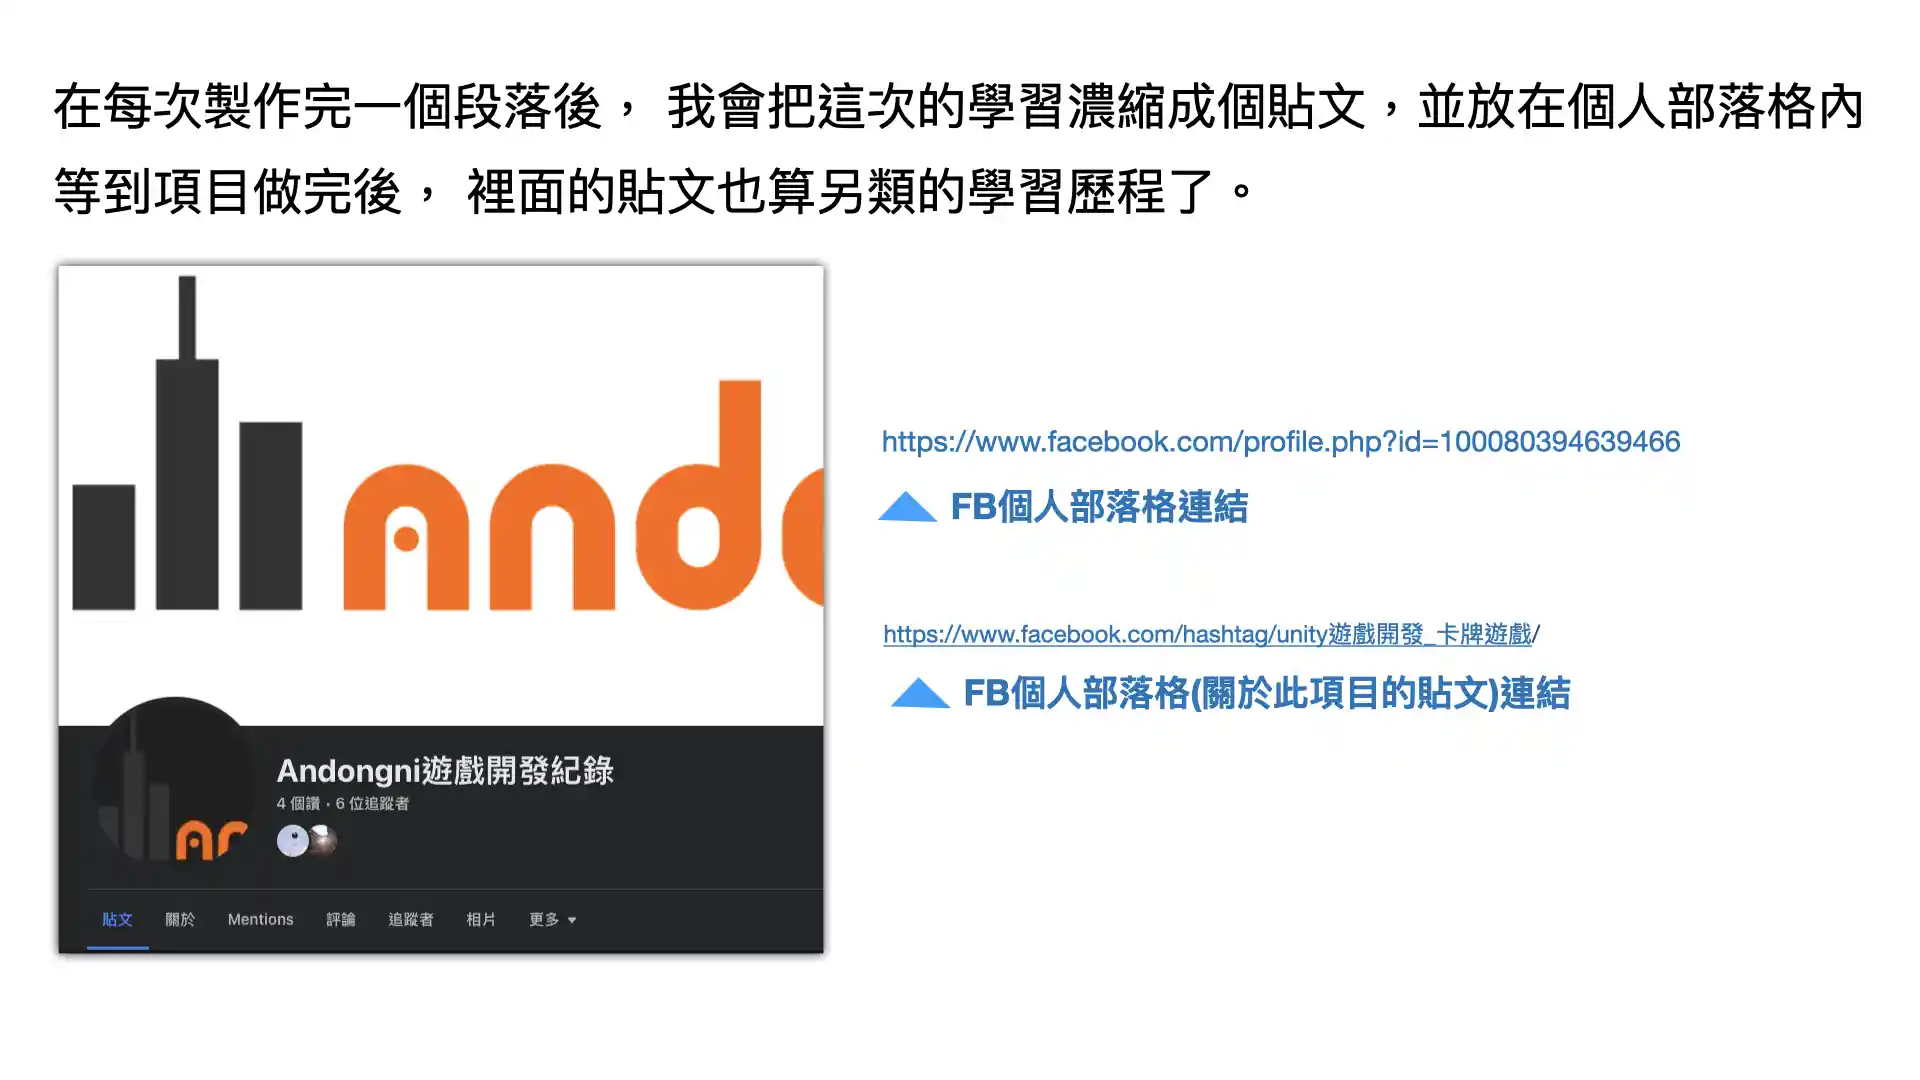 在每次製作完一個段落後， 我會把這次的學習濃縮成個貼文，並放在個人部落格內
等到項目做完後， 裡面的貼文也算另類的學習歷程了。
ando
https://www.facebook.com/profile.php?id=100080394639466
FB個人部落格連結
https://www.facebook.com/hashtag/unity遊戲開發_卡牌遊戲/
FB個人部落格(關於此項目的貼文)連結
an
Andongni遊戲開發紀錄
4 個讚・6 位追蹤者
貼文 關於 Mentions 評論 追蹤者 相片 更多